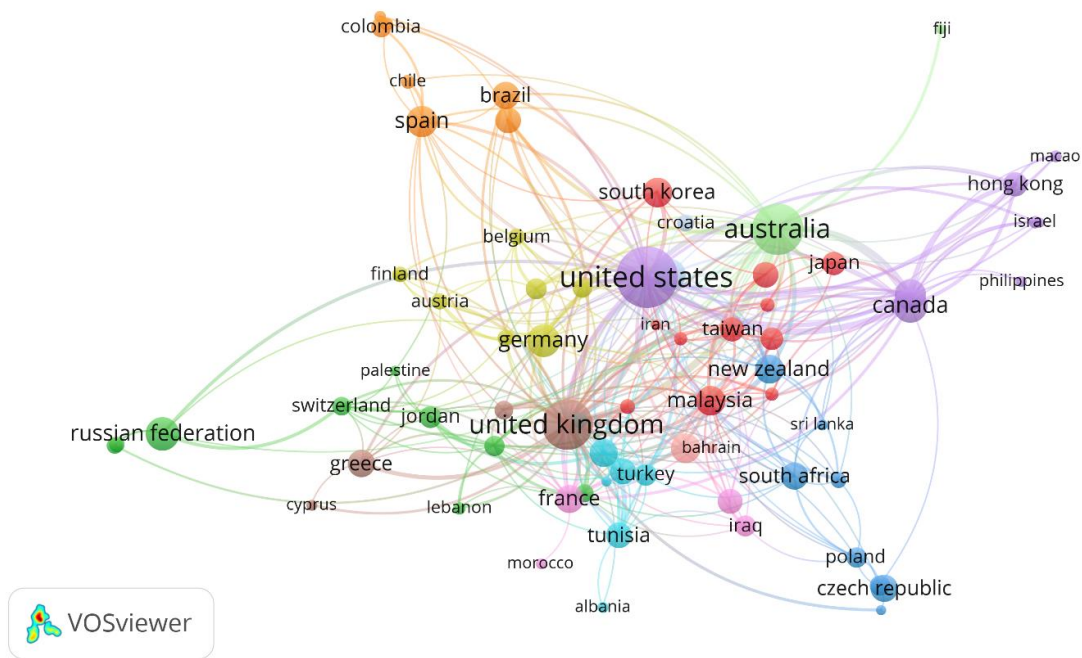 colombia
fiji
chile
brazil
spain
macao
hong kong
south korea
israel
croatia
australia
belgium
japan
finland
united states
philippines
austria
canada
iran
taiwan
germany
palestine
new zealand
switzerland
malaysia
jordan
united kingdom
sri lanka
russian federation
bahrain
greece
turkey
south africa
france
cyprus
lebanon
iraq
tunisia
poland
morocco
czech republic
albania
VOSviewer